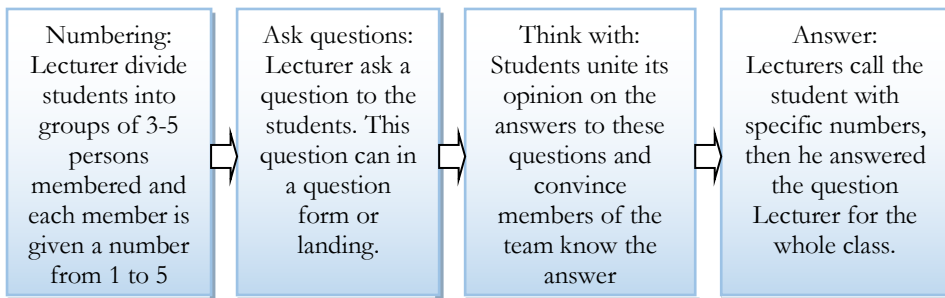 Numbering:
Lecturer divide
students into
groups of 3-5
persons
membered and
each member is
given a number
from 1 to 5
Ask questions:
Lecturer ask a
question to the
students. This
question can in
a question
form or
landing.
Think with:
Students unite its
opinion on the
answers to these
questions and
convince
members of the
team know the
answer
Answer:
Lecturers call the
student with
specific numbers,
then he answered
the question
Lecturer for the
whole class.